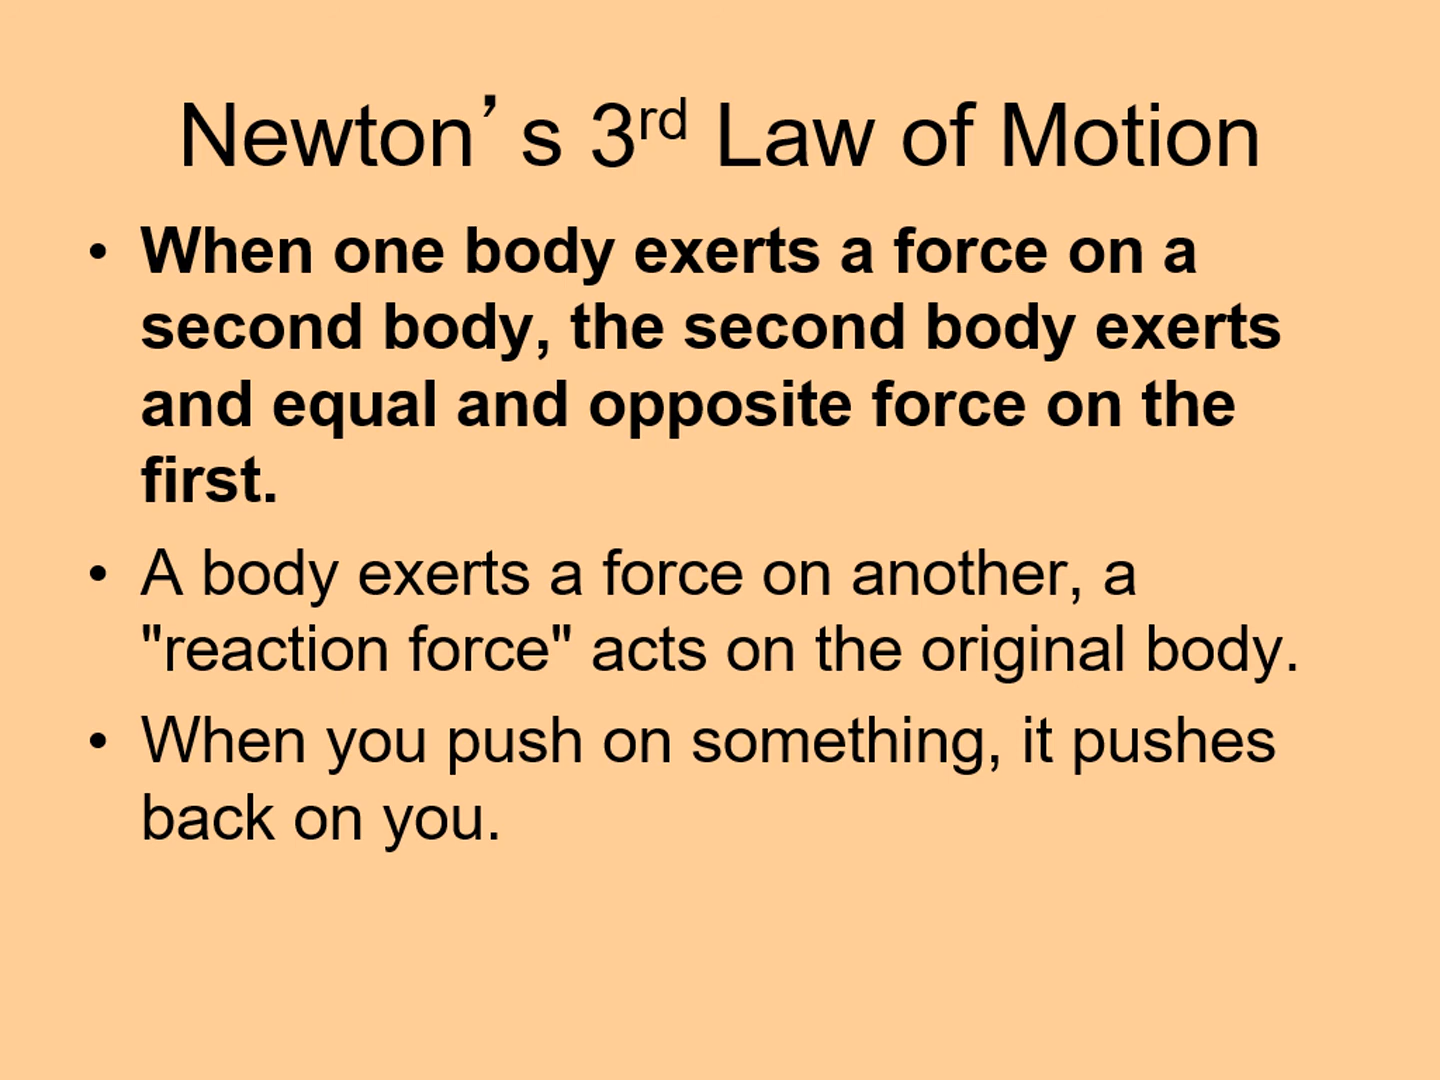 Newton’s 3rd Law of Motion
• When one body exerts a force on a
second body, the second body exerts
and equal and opposite force on the
first.
• A body exerts a force on another, a
"reaction force" acts on the original body.
• When you push on something, it pushes
back on you.